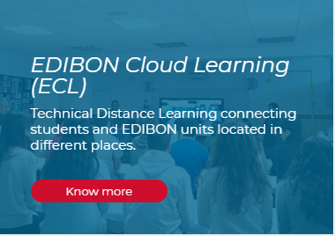 EDIBON Cloud Learning
(ECL)
Technical Distance Learning connecting
students and EDIBON units located in
different places.
Know more